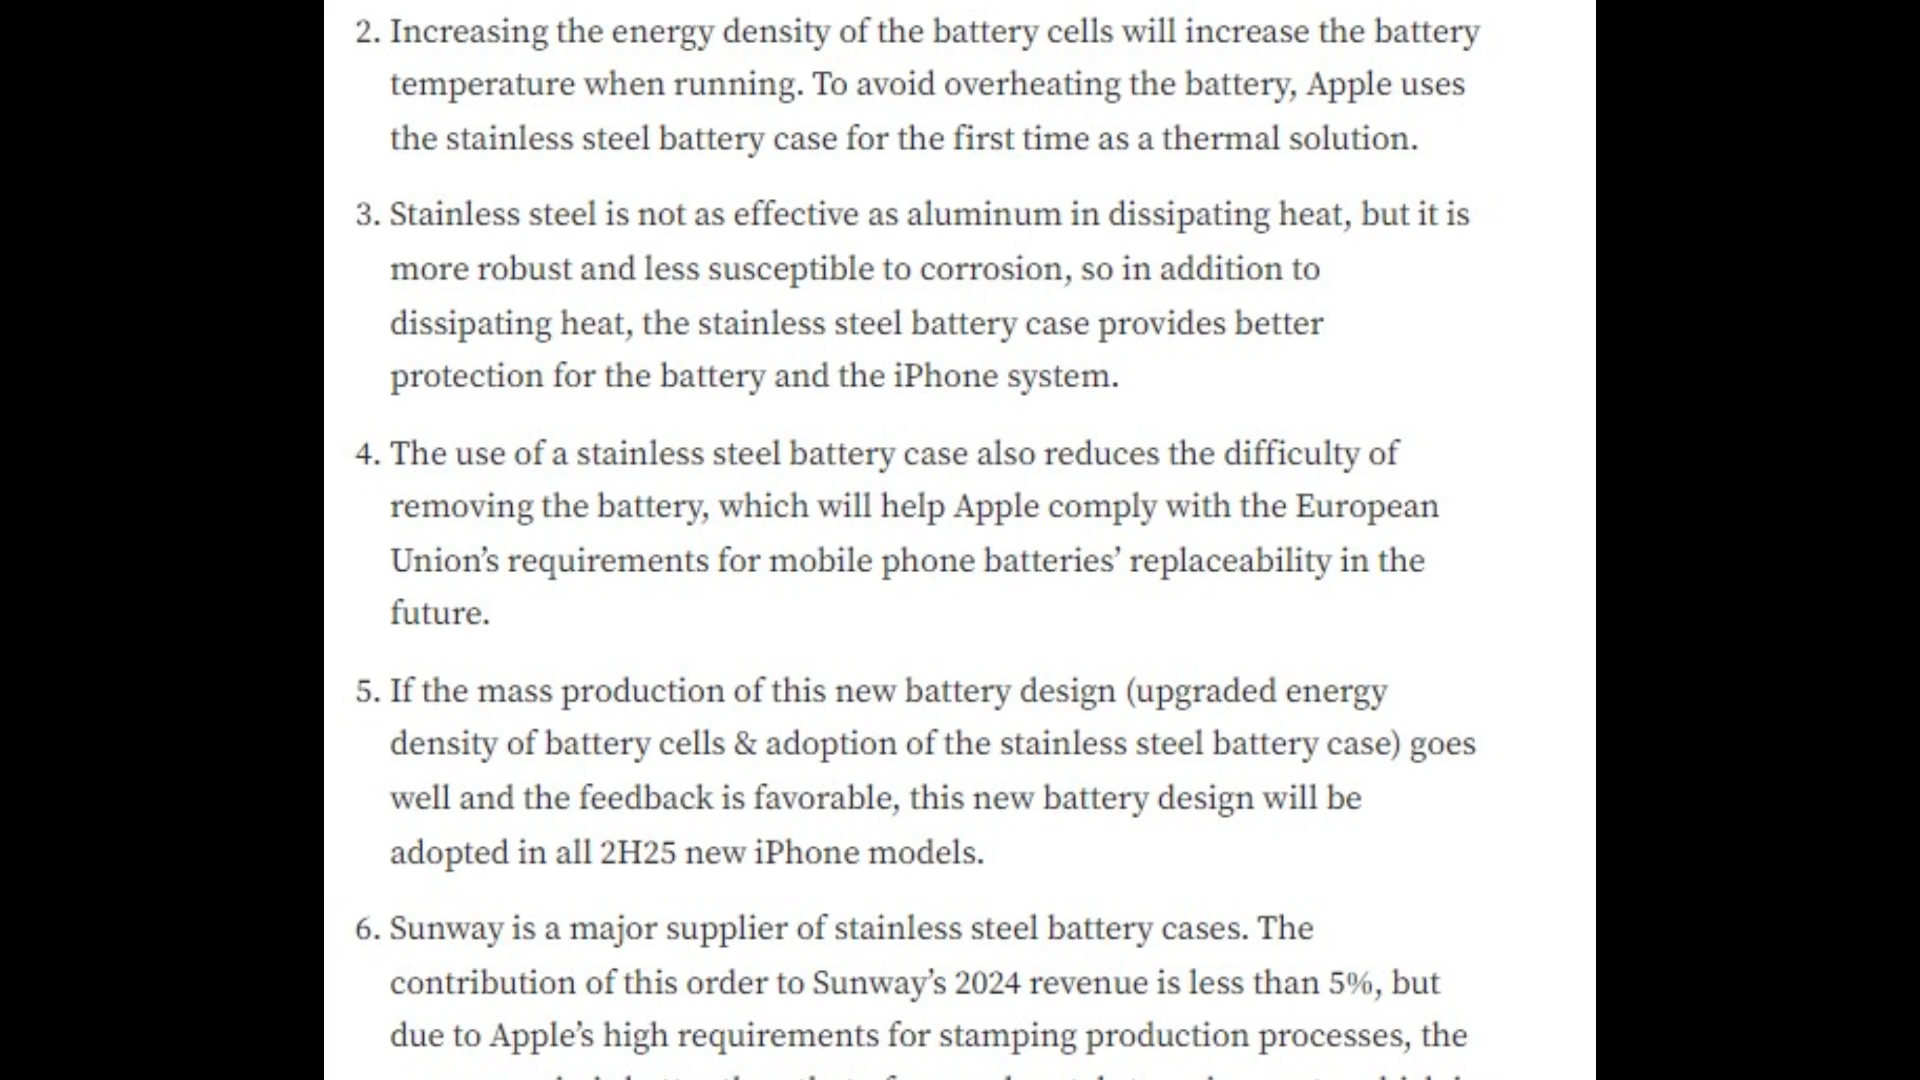 2. Increasing the energy density of the battery cells will increase the battery
temperature when running. To avoid overheating the battery, Apple uses
the stainless steel battery case for the first time as a thermal solution.
3. Stainless steel is not as effective as aluminum in dissipating heat, but it is
more robust and less susceptible to corrosion, so in addition to
dissipating heat, the stainless steel battery case provides better
protection for the battery and the iPhone system.
4. The use of a stainless steel battery case also reduces the difficulty of
removing the battery, which will help Apple comply with the European
Union’s requirements for mobile phone batteries’ replaceability in the
future.
5. If the mass production of this new battery design (upgraded energy
density of battery cells & adoption of the stainless steel battery case) goes
well and the feedback is favorable, this new battery design will be
adopted in all 2H25 new iPhone models.
6. Sunway is a major supplier of stainless steel battery cases. The
contribution of this order to Sunway’s 2024 revenue is less than 5%, but
due to Apple’s high requirements for stamping production processes, the